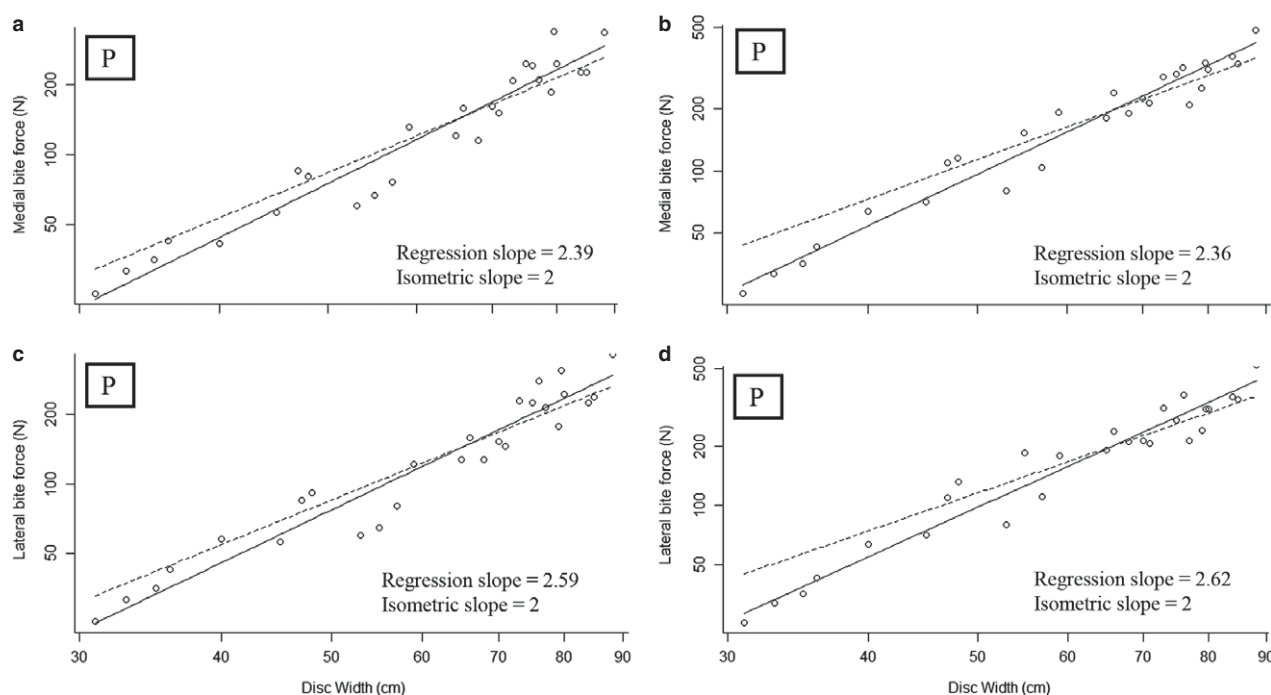 a
P
Medial bite force (N)
200
100
50
Regression slope = 2.39
Isometric slope = 2
b
P
Medial bite force (N)
500
200
100
50
Regression slope = 2.36
Isometric slope = 2
c
P
Lateral bite force (N)
200
100
50
Regression slope = 2.59
Isometric slope = 2
30 40 50 60 70 80 90
Disc Width (cm)
d
P
Lateral bite force (N)
500
200
100
50
Regression slope = 2.62
Isometric slope = 2
30 40 50 60 70 80 90
Disc Width (cm)